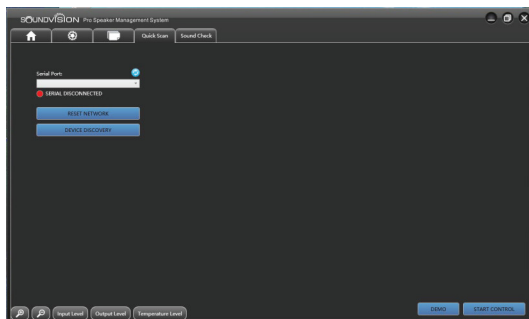 SOUNDVISION Pro Speaker Management System
Quick Scan Sound Check
Serial Port:
SERIAL DISCONNECTED
RESET NETWORK
DEVICE DISCOVERY
Input Level Output Level Temperature Level DEMO START CONTROL